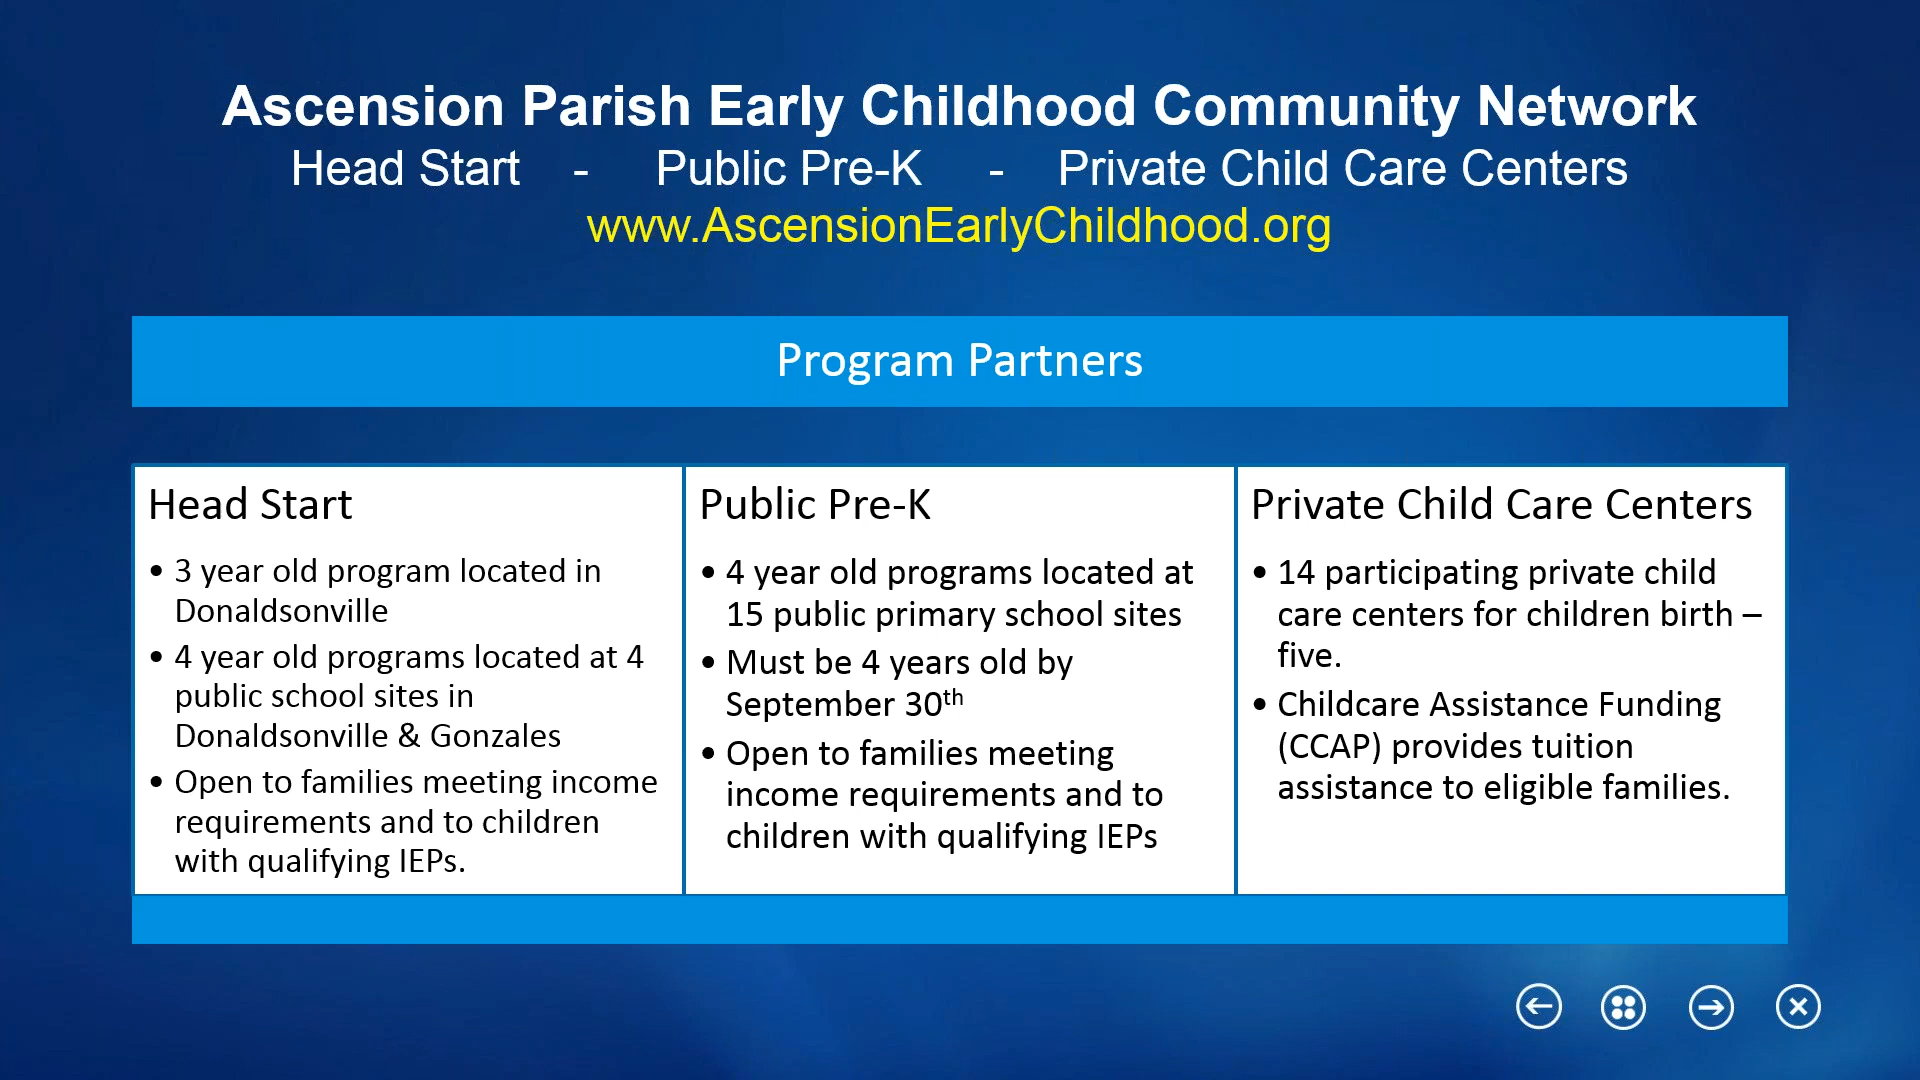 Ascension Parish Early Childhood Community Network
Head Start - Public Pre-K - Private Child Care Centers
www.AscensionEarlyChildhood.org
Program Partners
Head Start
• 3 year old program located in
Donaldsonville
• 4 year old programs located at 4
public school sites in
Donaldsonville & Gonzales
• Open to families meeting income
requirements and to children
with qualifying IEPs.
Public Pre-K
• 4 year old programs located at
15 public primary school sites
• Must be 4 years old by
September 30th
• Open to families meeting
income requirements and to
children with qualifying IEPs
Private Child Care Centers
• 14 participating private child
care centers for children birth –
five.
• Childcare Assistance Funding
(CCAP) provides tuition
assistance to eligible families.